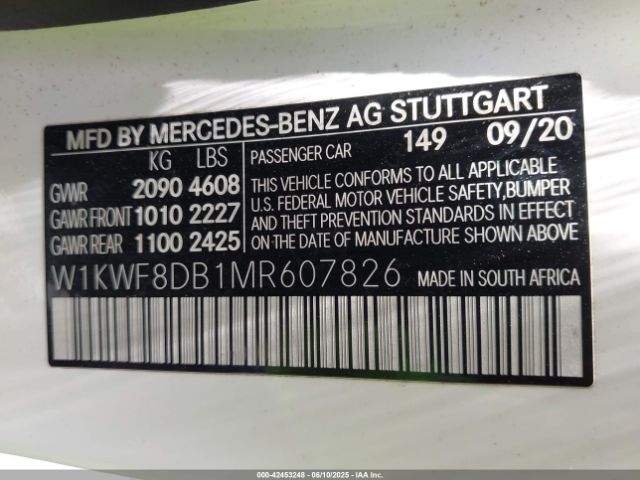 MFD BY MERCEDES-BENZ AG STUTTGART
KG LBS
GVWR 2090 4608
GAWR FRONT 1010 2227
GAWR REAR 1100 2425
PASSENGER CAR 149 09/20
THIS VEHICLE CONFORMS TO ALL APPLICABLE
U.S. FEDERAL MOTOR VEHICLE SAFETY, BUMPER
AND THEFT PREVENTION STANDARDS IN EFFECT
ON THE DATE OF MANUFACTURE SHOWN ABOVE
W1KWF8DB1MR607826 MADE IN SOUTH AFRICA
000-42453248 - 06/10/2025 - IAA Inc.